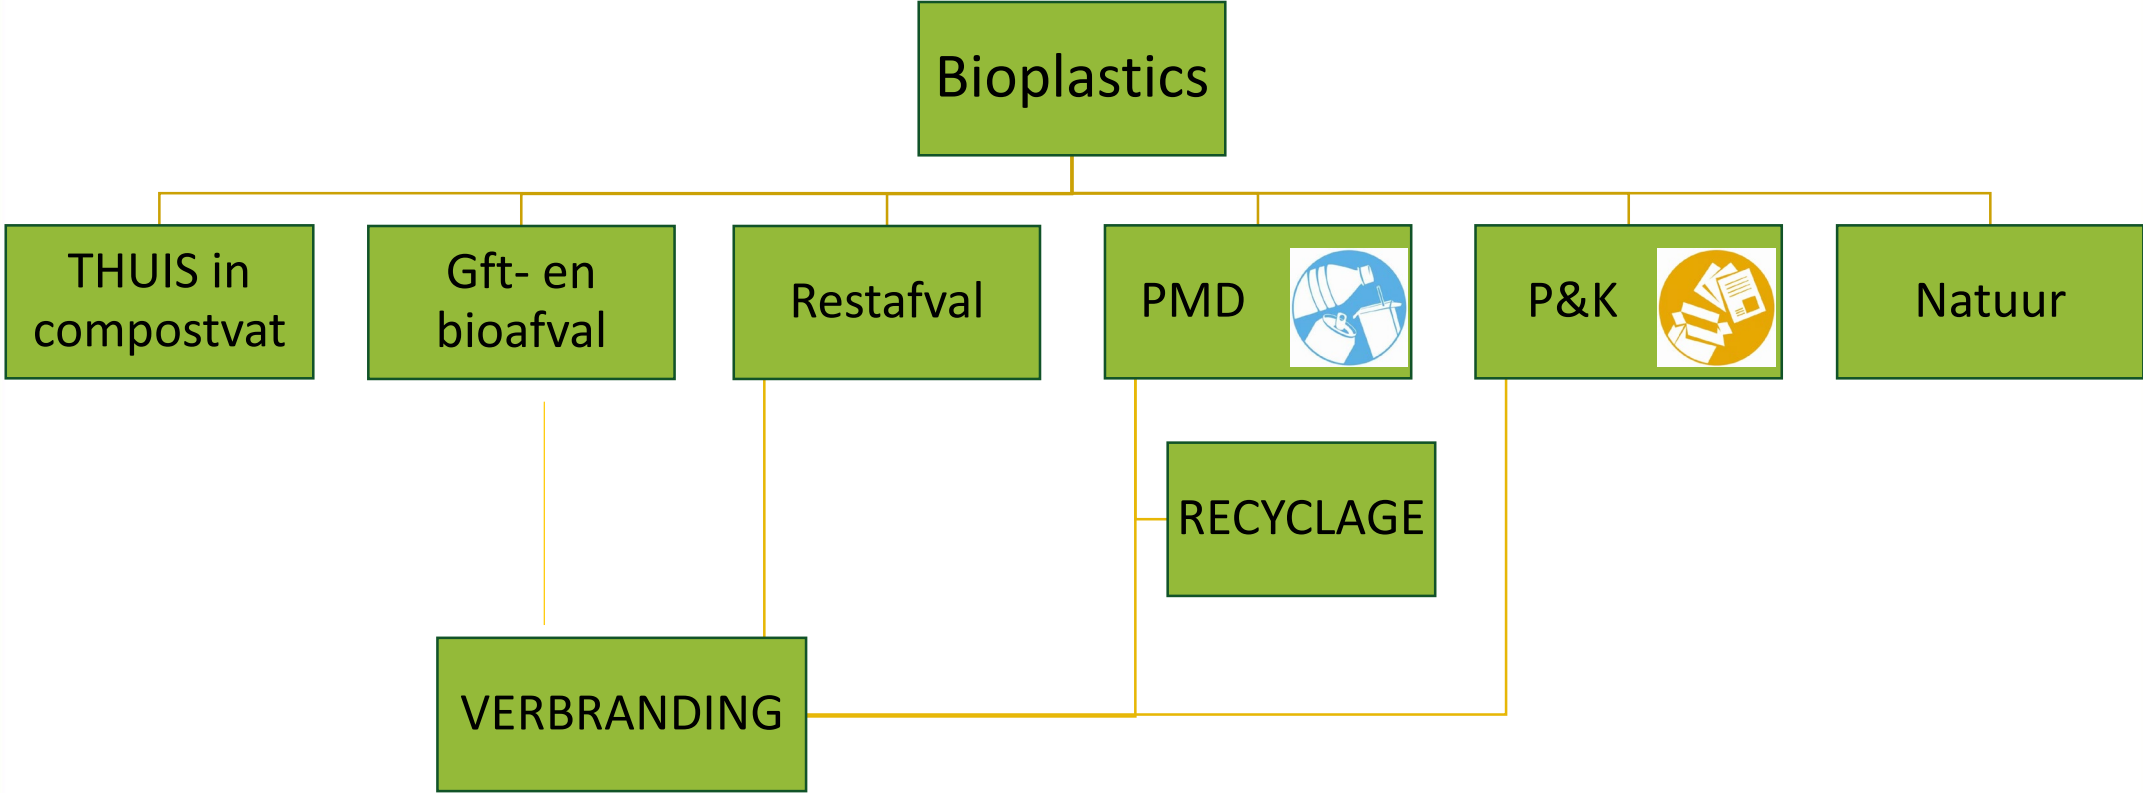 Bioplastics
THUIS in
compostvat
Gft- en
bioafval
Restafval
PMD
P&K
Natuur
RECYCLAGE
VERBRANDING